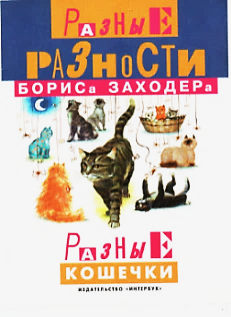 РАЗНЫЕ
РАЗНОСТИ
БОРИСа ЗАХОДЕРа
РАЗНЫЕ
КОШЕЧКИ
ИЗДАТЕЛЬСТВО «ИНТЕРБУК»